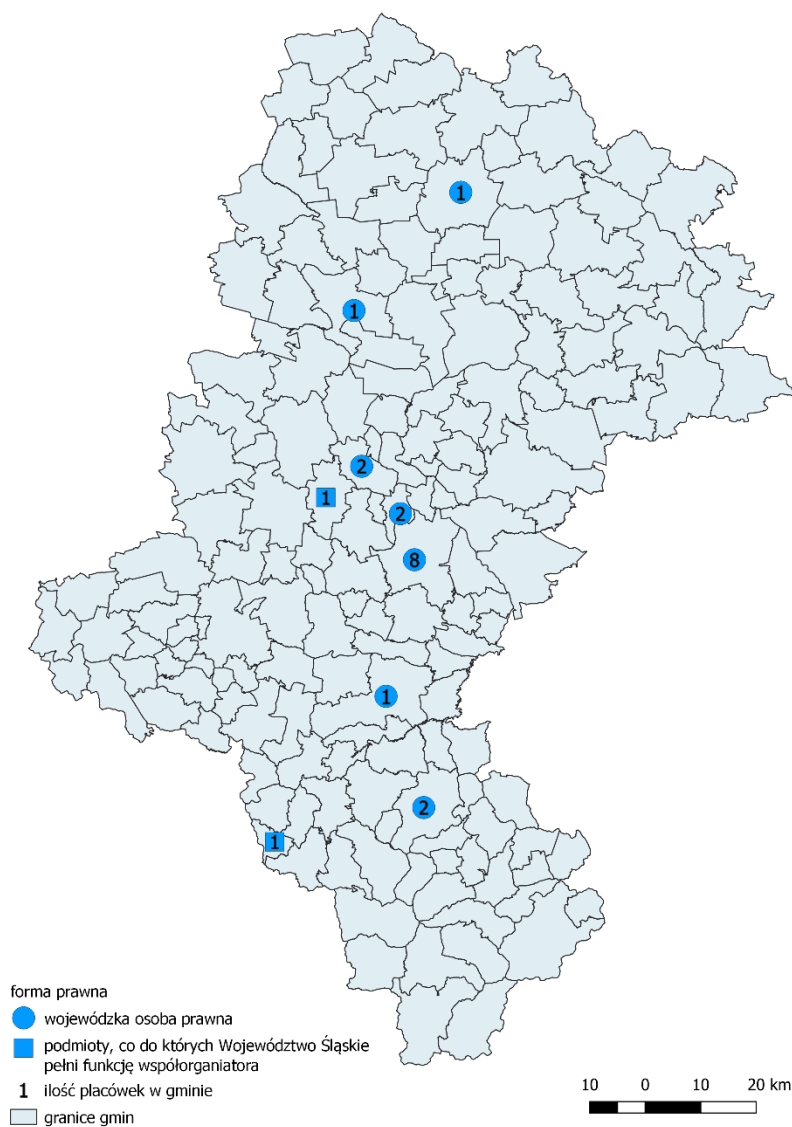 1
1
2
1
2
8
1
2
1
forma prawna
wojewódzka osoba prawna
podmioty, co do których Województwo Śląskie
pełni funkcję współorganiatora
1 ilość placówek w gminie
granice gmin
10 0 10 20 km